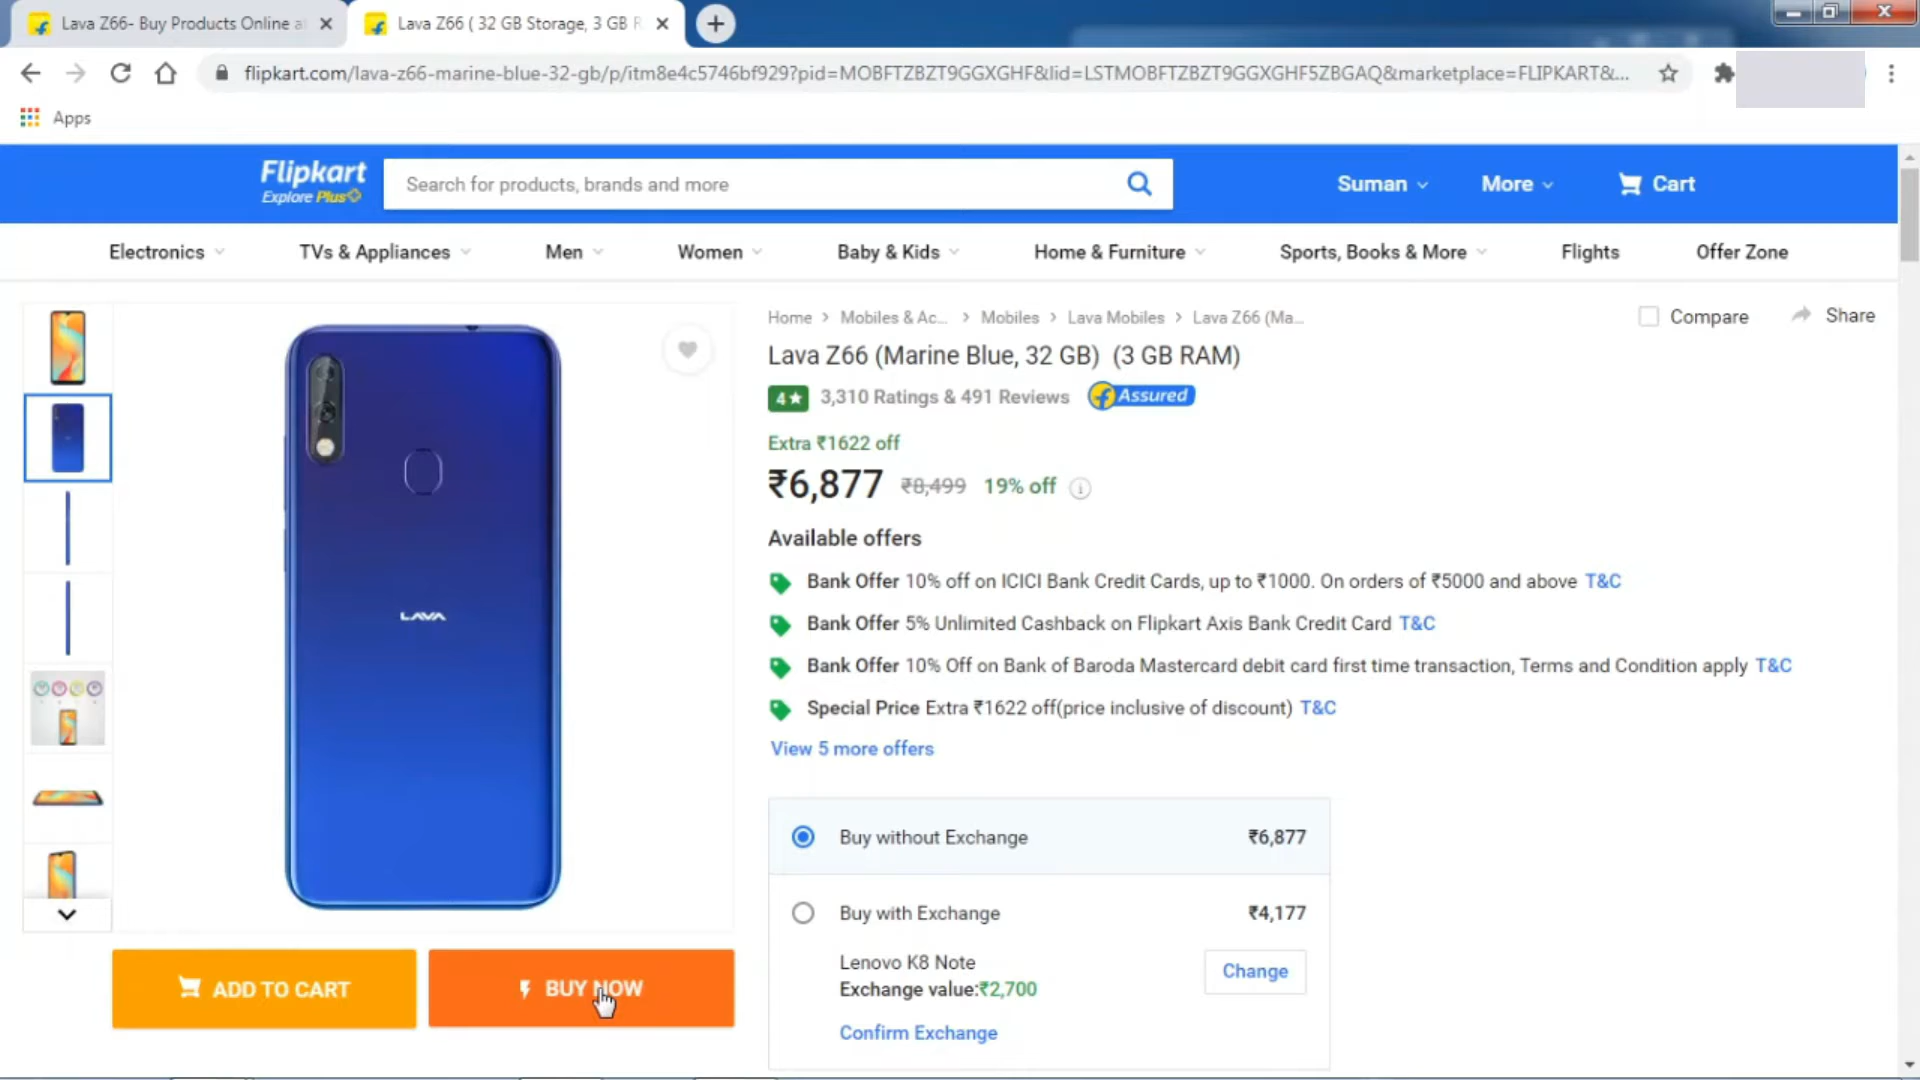 Lava Z66- Buy Products Online a
Lava Z66 ( 32 GB Storage, 3 GB R
flipkart.com/lava-z66-marine-blue-32-gb/p/itm8e4c5746bf929?pid=MOBFTZBZT9GGXGHF&lid=LSTMOBFTZBZT9GGXGHF5ZBGAQ&marketplace=FLIPKART&...
Apps
Flipkart
Explore Plus
Search for products, brands and more
Suman
More
Cart
Electronics
TVs & Appliances
Men
Women
Baby & Kids
Home & Furniture
Sports, Books & More
Flights
Offer Zone
Home > Mobiles & Ac... > Mobiles > Lava Mobiles > Lava Z66 (Ma...
Compare
Share
Lava Z66 (Marine Blue, 32 GB) (3 GB RAM)
4★ 3,310 Ratings & 491 Reviews
Assured
Extra ₹1622 off
₹6,877 ₹8,499 19% off
Available offers
Bank Offer 10% off on ICICI Bank Credit Cards, up to ₹1000. On orders of ₹5000 and above T&C
Bank Offer 5% Unlimited Cashback on Flipkart Axis Bank Credit Card T&C
Bank Offer 10% Off on Bank of Baroda Mastercard debit card first time transaction, Terms and Condition apply T&C
Special Price Extra ₹1622 off(price inclusive of discount) T&C
View 5 more offers
LAVA
Buy without Exchange ₹6,877
Buy with Exchange ₹4,177
Lenovo K8 Note
Exchange value:₹2,700
Change
Confirm Exchange
ADD TO CART
BUY NOW